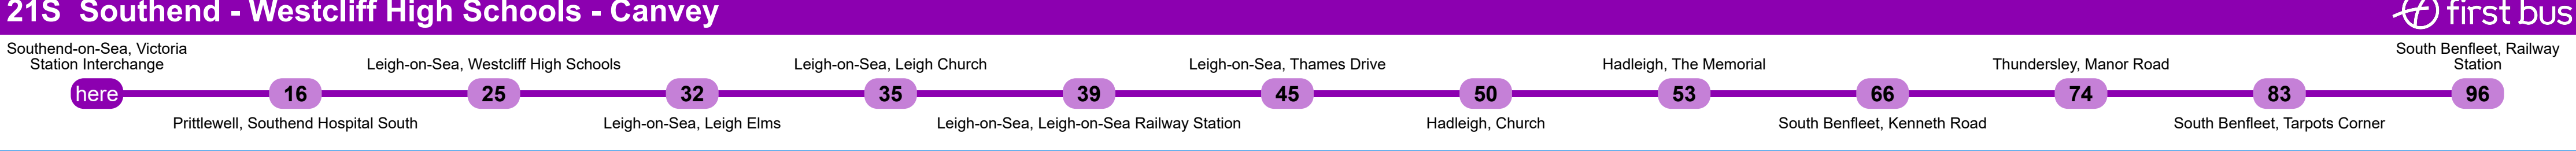 21S Southend - Westcliff High Schools - Canvey
first bus
Southend-on-Sea, Victoria
Station Interchange
Leigh-on-Sea, Westcliff High Schools
Leigh-on-Sea, Leigh Church
Leigh-on-Sea, Thames Drive
Hadleigh, The Memorial
Thundersley, Manor Road
South Benfleet, Railway
Station
here 16 25 32 35 39 45 50 53 66 74 83 96
Prittlewell, Southend Hospital South
Leigh-on-Sea, Leigh Elms
Leigh-on-Sea, Leigh-on-Sea Railway Station
Hadleigh, Church
South Benfleet, Kenneth Road
South Benfleet, Tarpots Corner